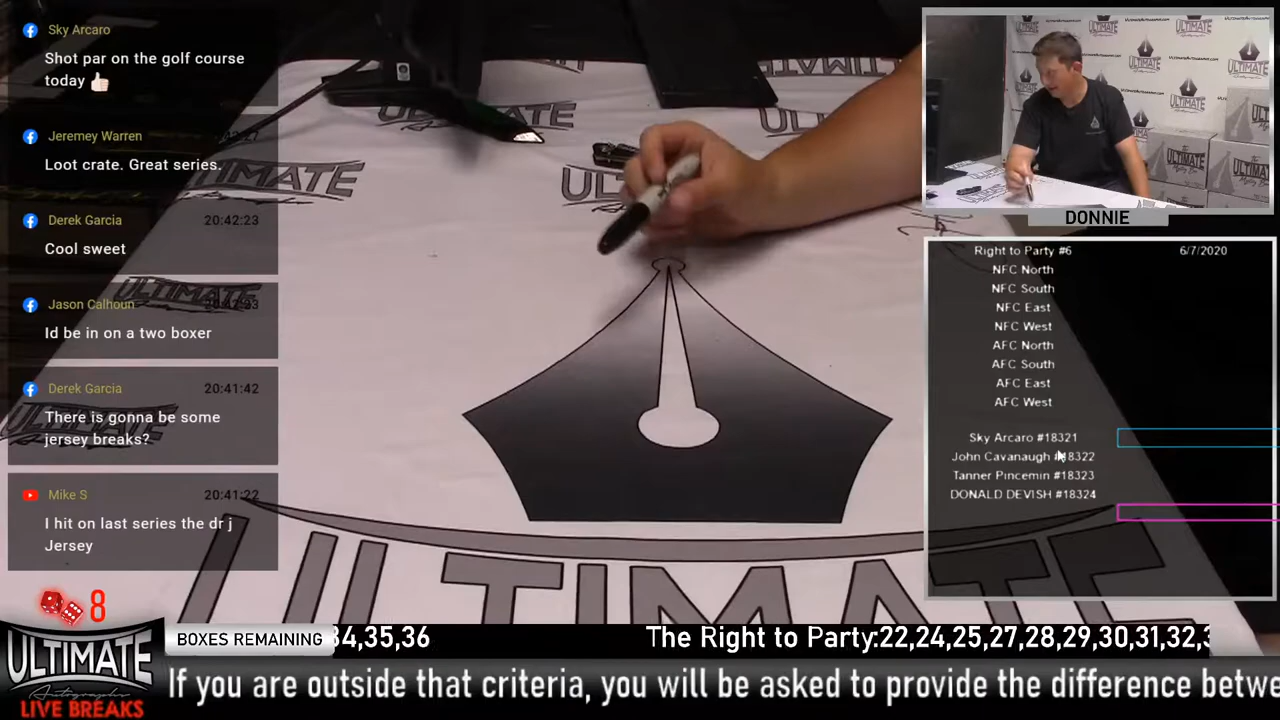 Sky Arcaro
Shot par on the golf course
today 👍🏻
Jeremey Warren
Loot crate. Great series.
Derek Garcia 20:42:23
Cool sweet
Jason Calhoun
Id be in on a two boxer
Derek Garcia 20:41:42
There is gonna be some
jersey breaks?
Mike S 20:41:22
I hit on last series the dr j
Jersey
8
ULTIMATE
Autographs
LIVE BREAKS
ULTIMATE
ULTIMATE
ULTIMATE
ULTIMATE
DONNIE
Right to Party #6 6/7/2020
NFC North
NFC South
NFC East
NFC West
AFC North
AFC South
AFC East
AFC West
Sky Arcaro #18321
John Cavanaugh #18322
Tanner Pincemin #18323
DONALD DEVISH #18324
BOXES REMAINING 34,35,36 The Right to Party:22,24,25,27,28,29,30,31,32,3
If you are outside that criteria, you will be asked to provide the difference betwe